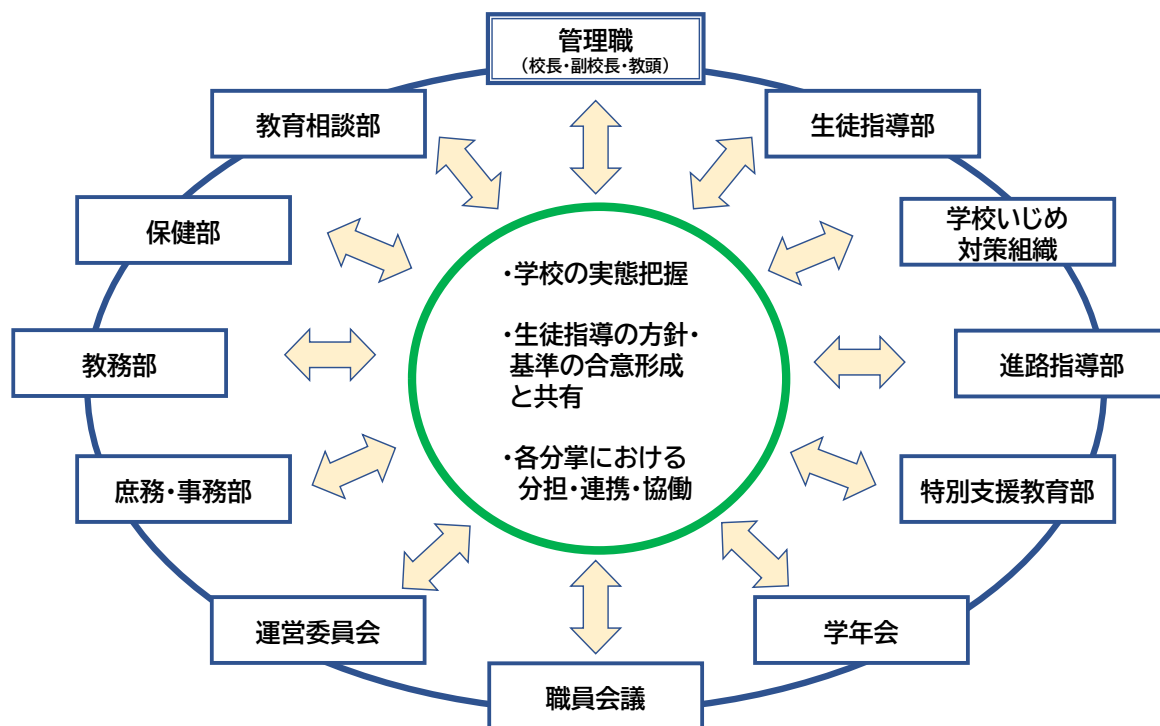 管理職
（校長・副校長・教頭）
教育相談部
生徒指導部
保健部
学校いじめ
対策組織
・学校の実態把握
・生徒指導の方針・
基準の合意形成
と共有
教務部
進路指導部
・各分掌における
分担・連携・協働
庶務・事務部
特別支援教育部
運営委員会
学年会
職員会議